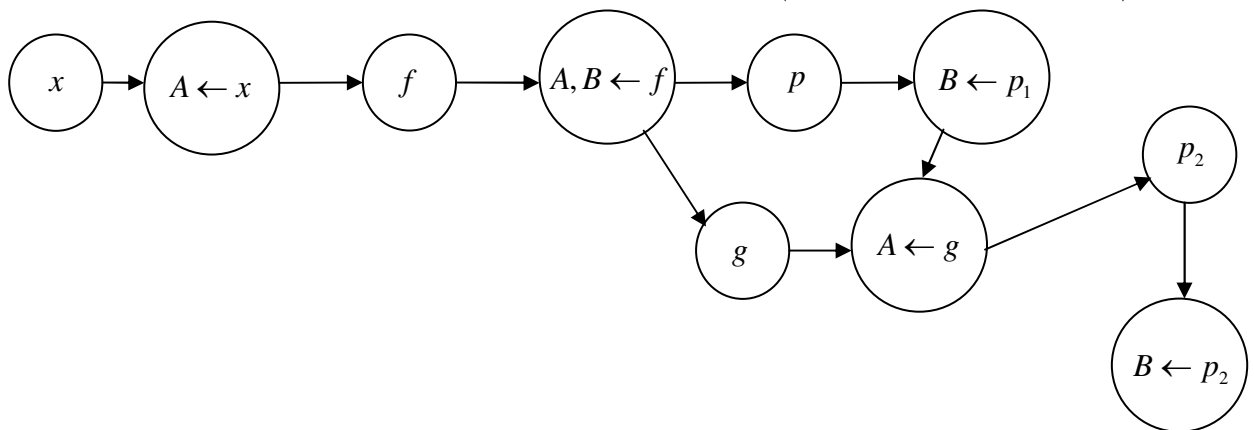 x
A ← x
f
A, B ← f
p
B ← p₁
p₂
g
A ← g
B ← p₂